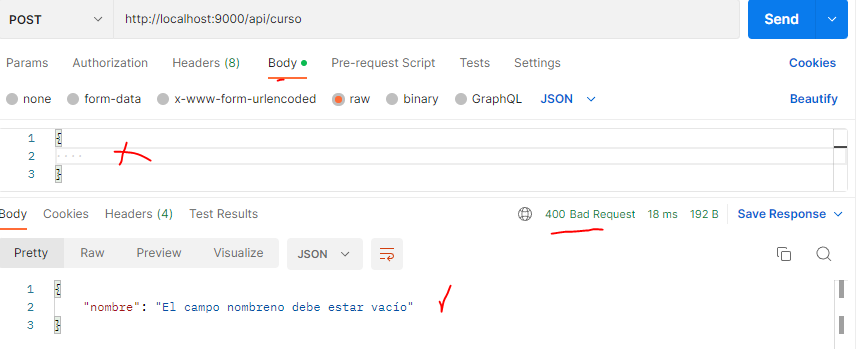 POST http://localhost:9000/api/curso Send
Params Authorization Headers (8) Body Pre-request Script Tests Settings Cookies
none form-data x-www-form-urlencoded raw binary GraphQL JSON Beautify
1 {
2
3 }
Body Cookies Headers (4) Test Results 400 Bad Request 18 ms 192 B Save Response
Pretty Raw Preview Visualize JSON
1 {
2 "nombre": "El campo nombreno debe estar vacío"
3 }